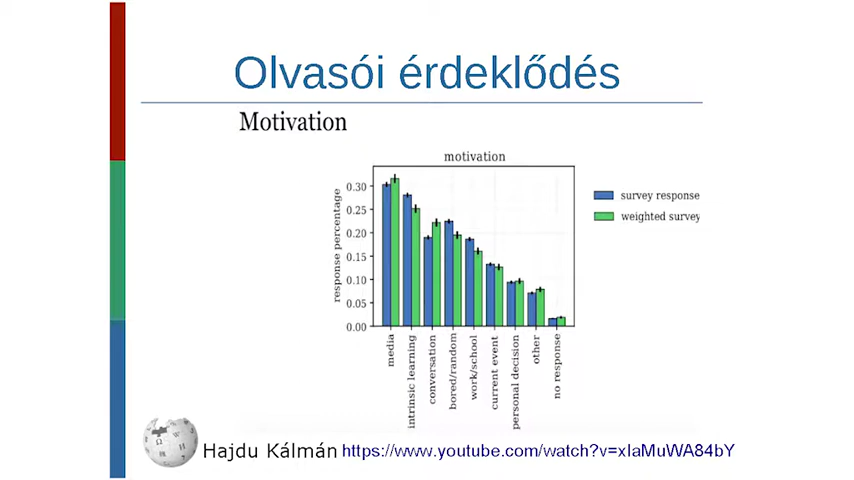 Olvasói érdeklődés
Motivation
motivation
response percentage
0.30
0.25
0.20
0.15
0.10
0.05
0.00
media
intrinsic learning
conversation
bored/random
work/school
current event
personal decision
other
no response
survey response
weighted survey
Hajdu Kálmán https://www.youtube.com/watch?v=xIaMuWA84bY